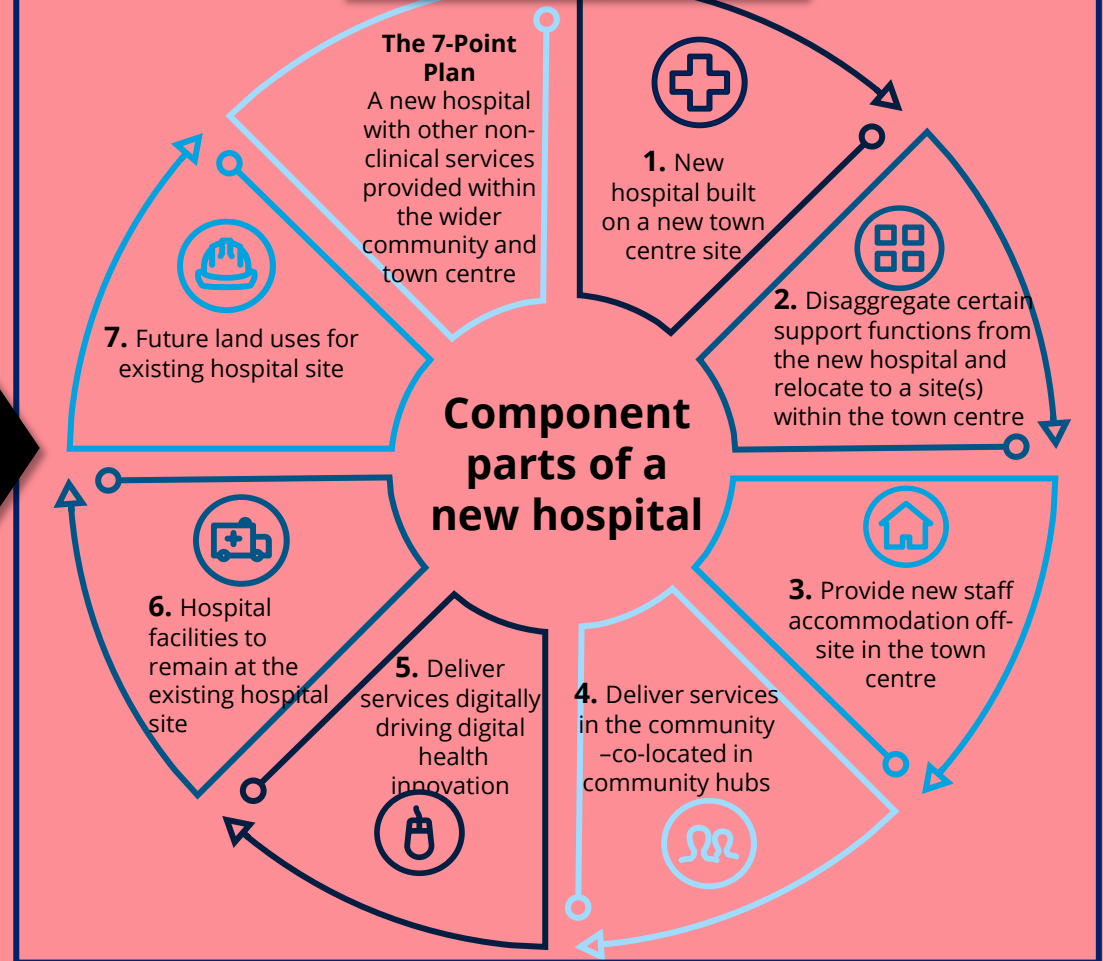 The 7-Point
Plan
A new hospital
with other non-
clinical services
provided within
the wider
community and
town centre
1. New
hospital built
on a new town
centre site
2. Disaggregate certain
support functions from
the new hospital and
relocate to a site(s)
within the town centre
3. Provide new staff
accommodation off-
site in the town
centre
4. Deliver services
in the community
–co-located in
community hubs
5. Deliver
services digitally
driving digital
health
innovation
6. Hospital
facilities to
remain at the
existing hospital
site
7. Future land uses for
existing hospital site
Component
parts of a
new hospital